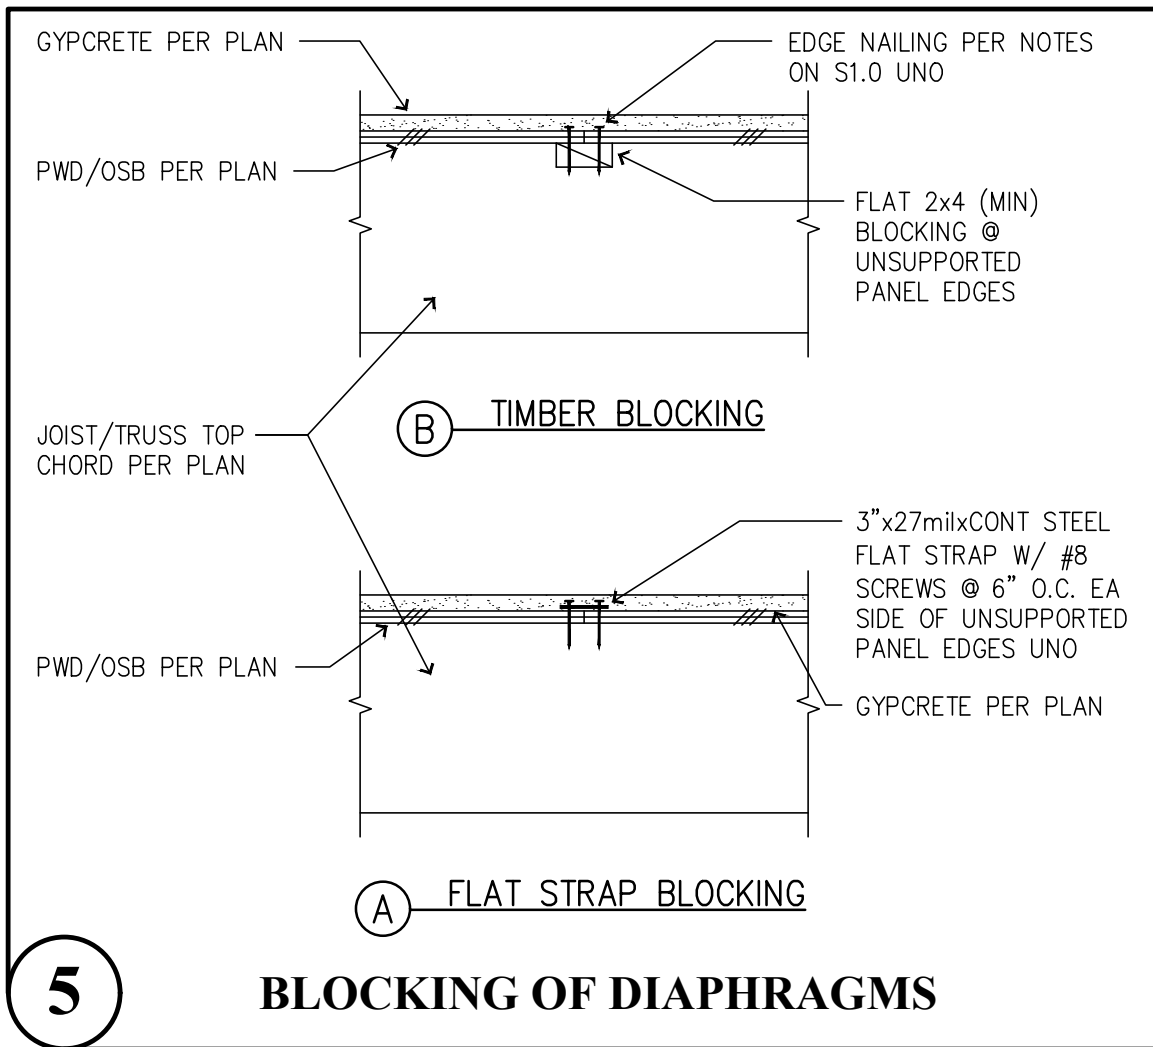 GYPCRETE PER PLAN
EDGE NAILING PER NOTES
ON S1.0 UNO
PWD/OSB PER PLAN
FLAT 2x4 (MIN)
BLOCKING @
UNSUPPORTED
PANEL EDGES
B TIMBER BLOCKING
JOIST/TRUSS TOP
CHORD PER PLAN
3"x27milxCONT STEEL
FLAT STRAP W/ #8
SCREWS @ 6" O.C. EA
SIDE OF UNSUPPORTED
PANEL EDGES UNO
PWD/OSB PER PLAN
GYPCRETE PER PLAN
A FLAT STRAP BLOCKING
5 BLOCKING OF DIAPHRAGMS